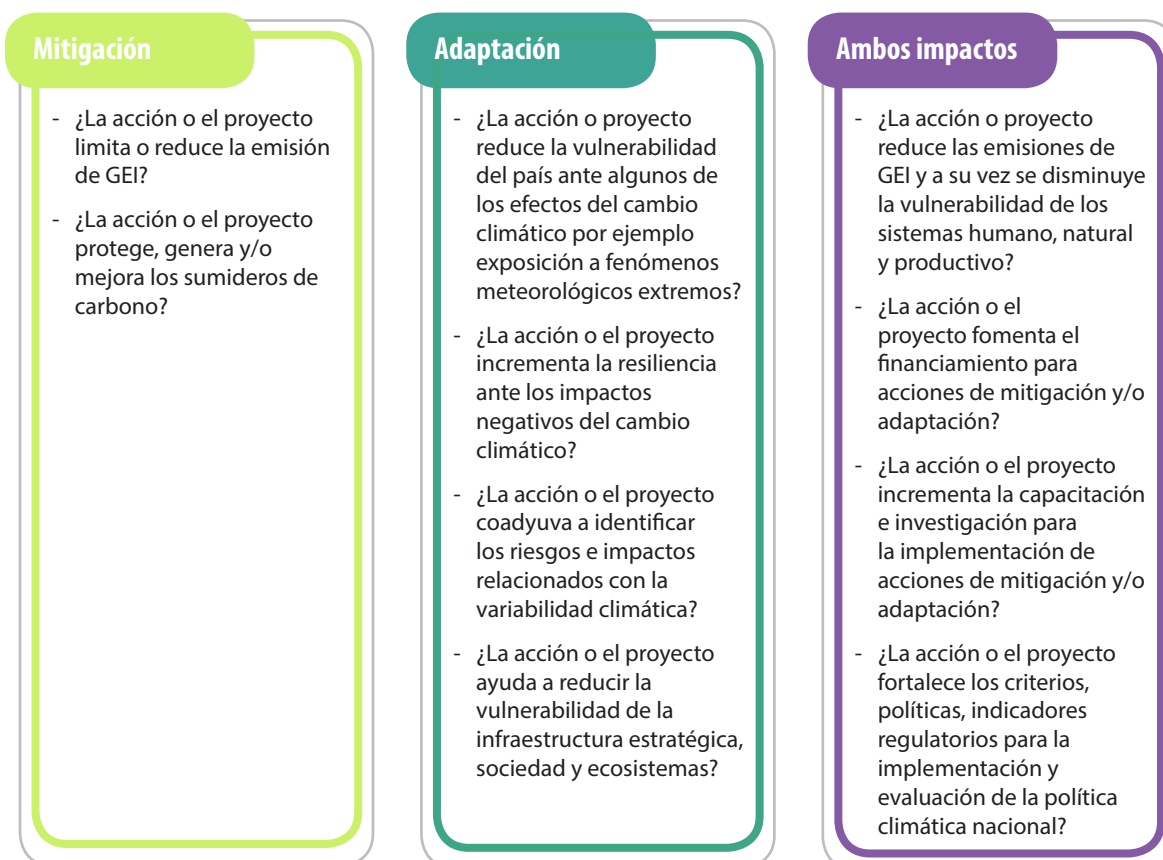 Mitigación
- ¿La acción o el proyecto
limita o reduce la emisión
de GEI?
- ¿La acción o el proyecto
protege, genera y/o
mejora los sumideros de
carbono?
Adaptación
- ¿La acción o proyecto
reduce la vulnerabilidad
del país ante algunos de
los efectos del cambio
climático por ejemplo
exposición a fenómenos
meteorológicos extremos?
- ¿La acción o el proyecto
incrementa la resiliencia
ante los impactos
negativos del cambio
climático?
- ¿La acción o el proyecto
coadyuva a identificar
los riesgos e impactos
relacionados con la
variabilidad climática?
- ¿La acción o el proyecto
ayuda a reducir la
vulnerabilidad de la
infraestructura estratégica,
sociedad y ecosistemas?
Ambos impactos
- ¿La acción o proyecto
reduce las emisiones de
GEI y a su vez se disminuye
la vulnerabilidad de los
sistemas humano, natural
y productivo?
- ¿La acción o el
proyecto fomenta el
financiamiento para
acciones de mitigación y/o
adaptación?
- ¿La acción o el proyecto
incrementa la capacitación
e investigación para
la implementación de
acciones de mitigación y/o
adaptación?
- ¿La acción o el proyecto
fortalece los criterios,
políticas, indicadores
regulatorios para la
implementación y
evaluación de la política
climática nacional?